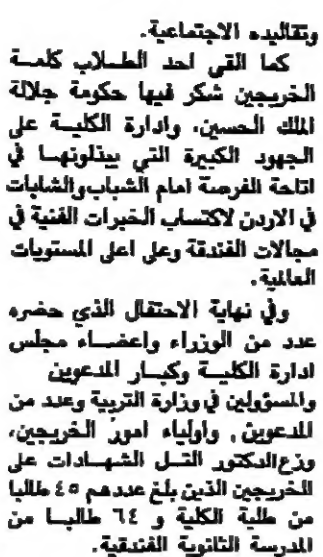 وتقاليده الاجتماعية.
كما القى احد الطلاب كلمة
الخريجين شكر فيها حكومة جلالة
الملك الحسين، وادارة الكلية على
الجهود الكبيرة التي يبذلونها في
اتاحة الفرصة امام الشباب والشابات
في الاردن لاكتساب الخبرات الفنية في
مجالات الفندقة وعلى اعلى المستويات
العالمية.
وفي نهاية الاحتفال الذي حضره
عدد من الوزراء واعضاء مجلس
ادارة الكلية وكبار المدعوين
والمسؤولين في وزارة التربية وعدد من
المدعوين, واولياء امور الخريجين،
وزع الدكتور التل الشهادات على
الخريجين الذين بلغ عددهم ٤٥ طالبا
من طلبة الكلية و ٦٤ طالبا من
المدرسة الثانوية الفندقية.